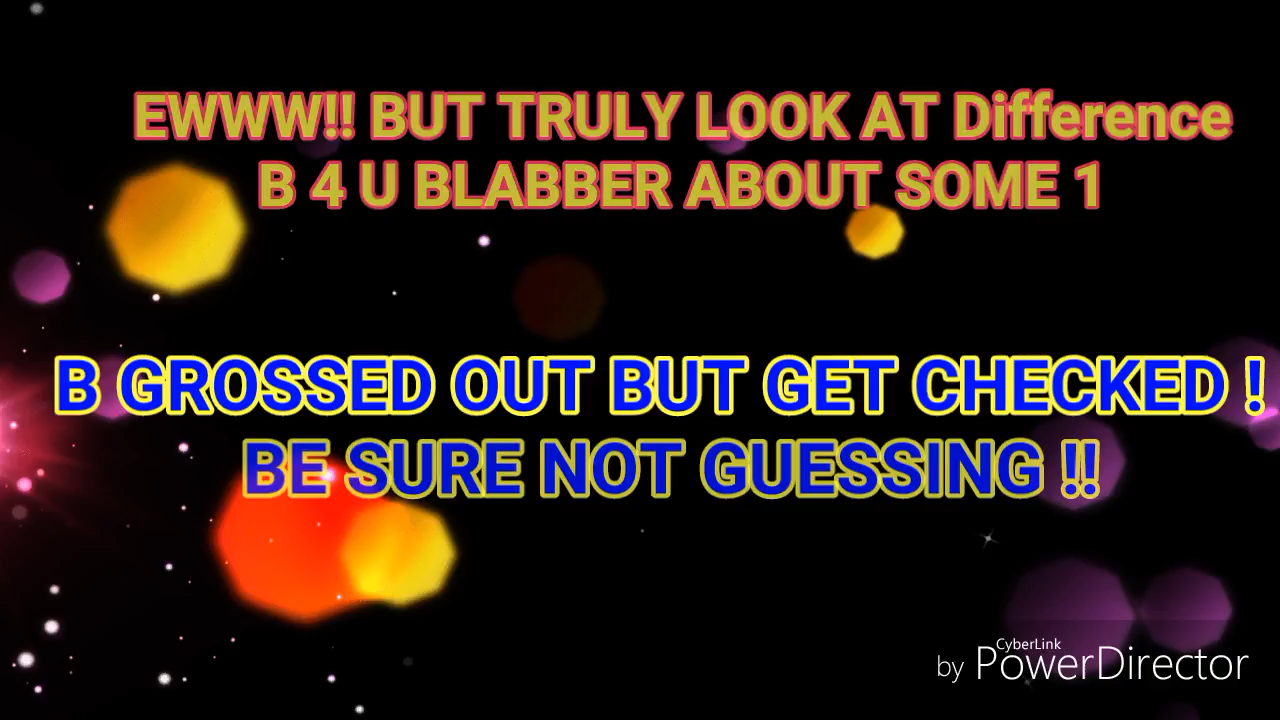 EWWW!! BUT TRULY LOOK AT Difference
B 4 U BLABBER ABOUT SOME 1
B GROSSED OUT BUT GET CHECKED !
BE SURE NOT GUESSING !!
CyberLink
by PowerDirector